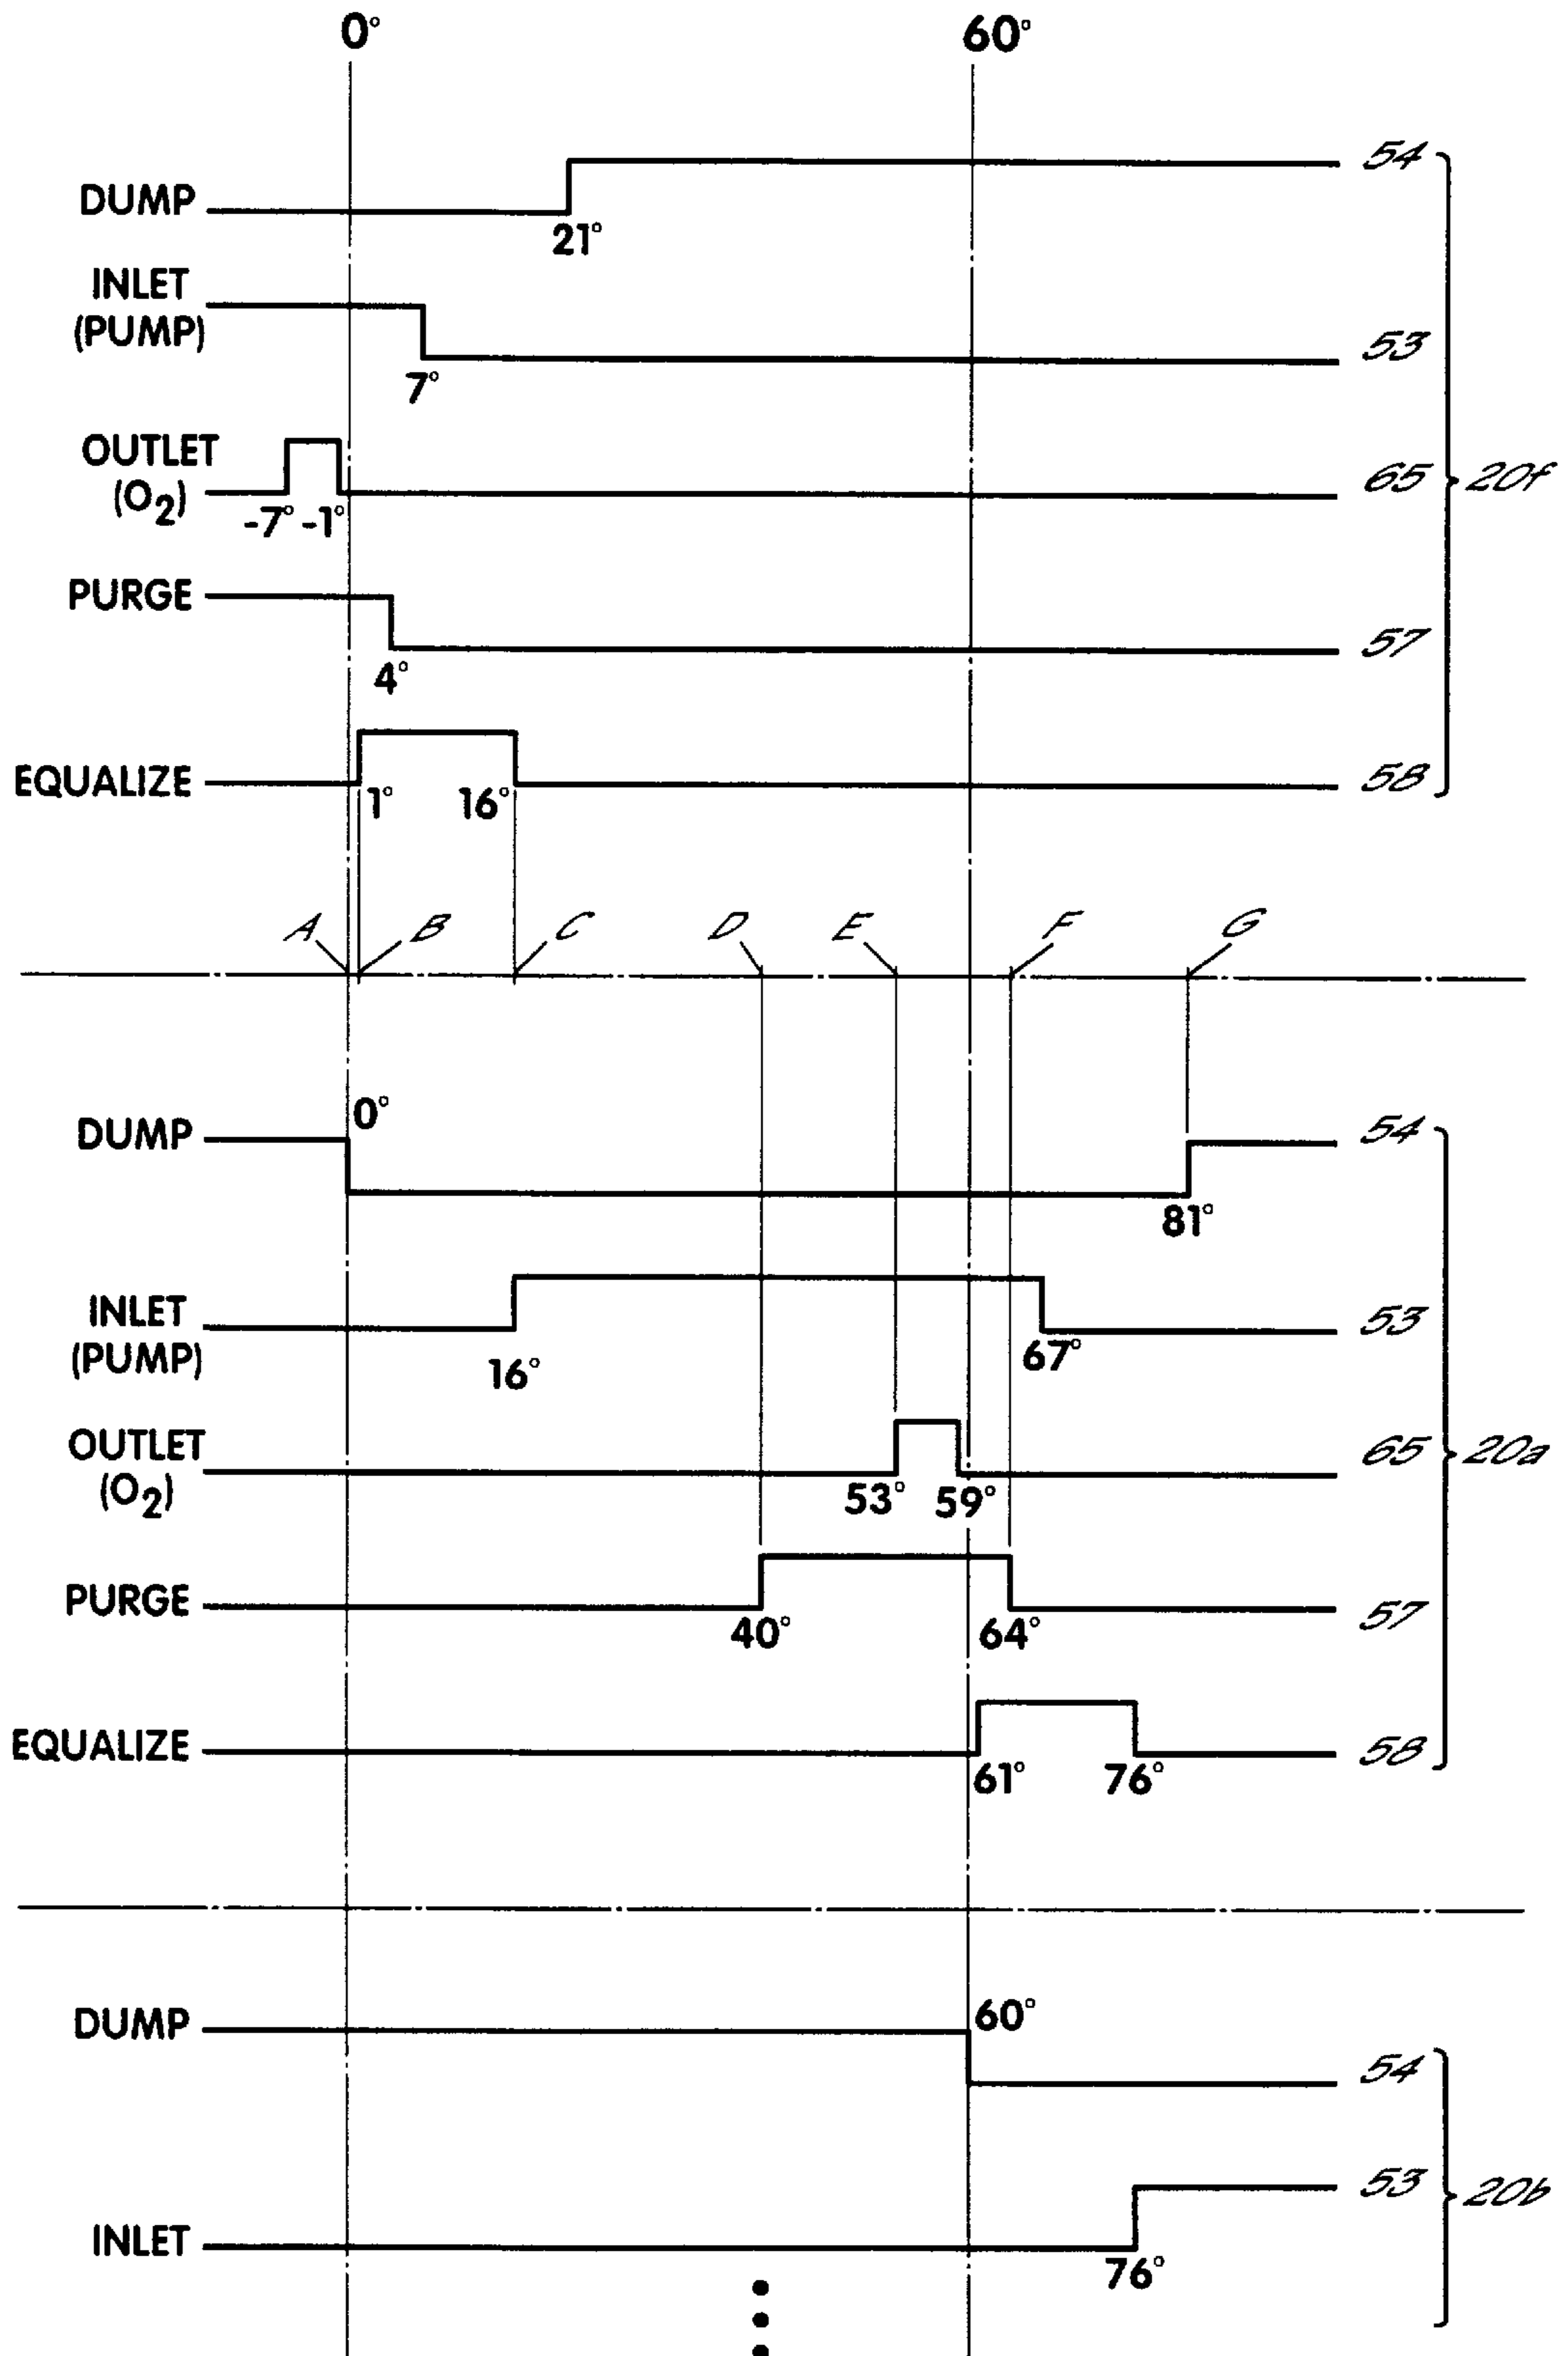 0° 60°
DUMP 54
21°
INLET
(PUMP) 53
7°
OUTLET
(O2) 65 20f
-7° -1°
PURGE 57
4°
EQUALIZE 58
1° 16°
A B C D E F G
0°
DUMP 54
81°
INLET
(PUMP) 53
16° 67°
OUTLET
(O2) 65 20a
53° 59°
PURGE 57
40° 64°
EQUALIZE 58
61° 76°
60°
DUMP 54
53 20b
INLET
76°